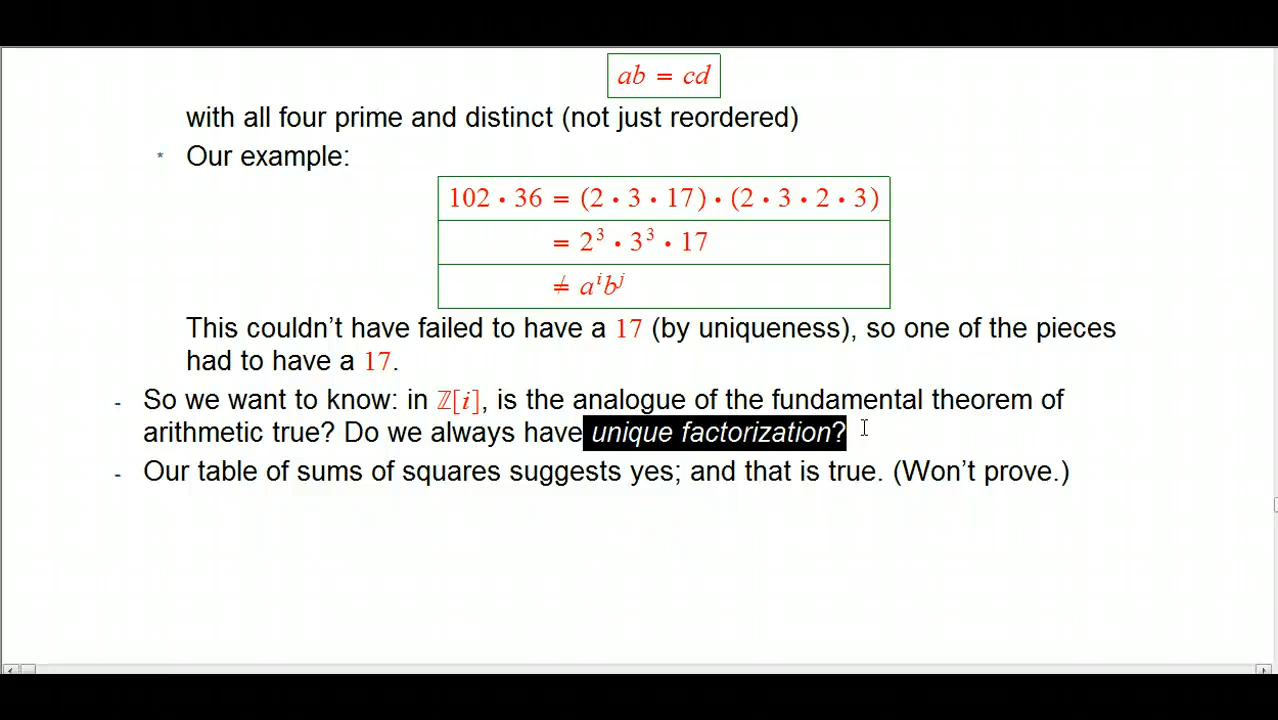 ab = cd
with all four prime and distinct (not just reordered)
* Our example:
102 · 36 = (2 · 3 · 17) · (2 · 3 · 2 · 3)
= 2³ · 3³ · 17
≠ aⁱbʲ
This couldn't have failed to have a 17 (by uniqueness), so one of the pieces
had to have a 17.
- So we want to know: in ℤ[i], is the analogue of the fundamental theorem of
arithmetic true? Do we always have unique factorization?
- Our table of sums of squares suggests yes; and that is true. (Won't prove.)